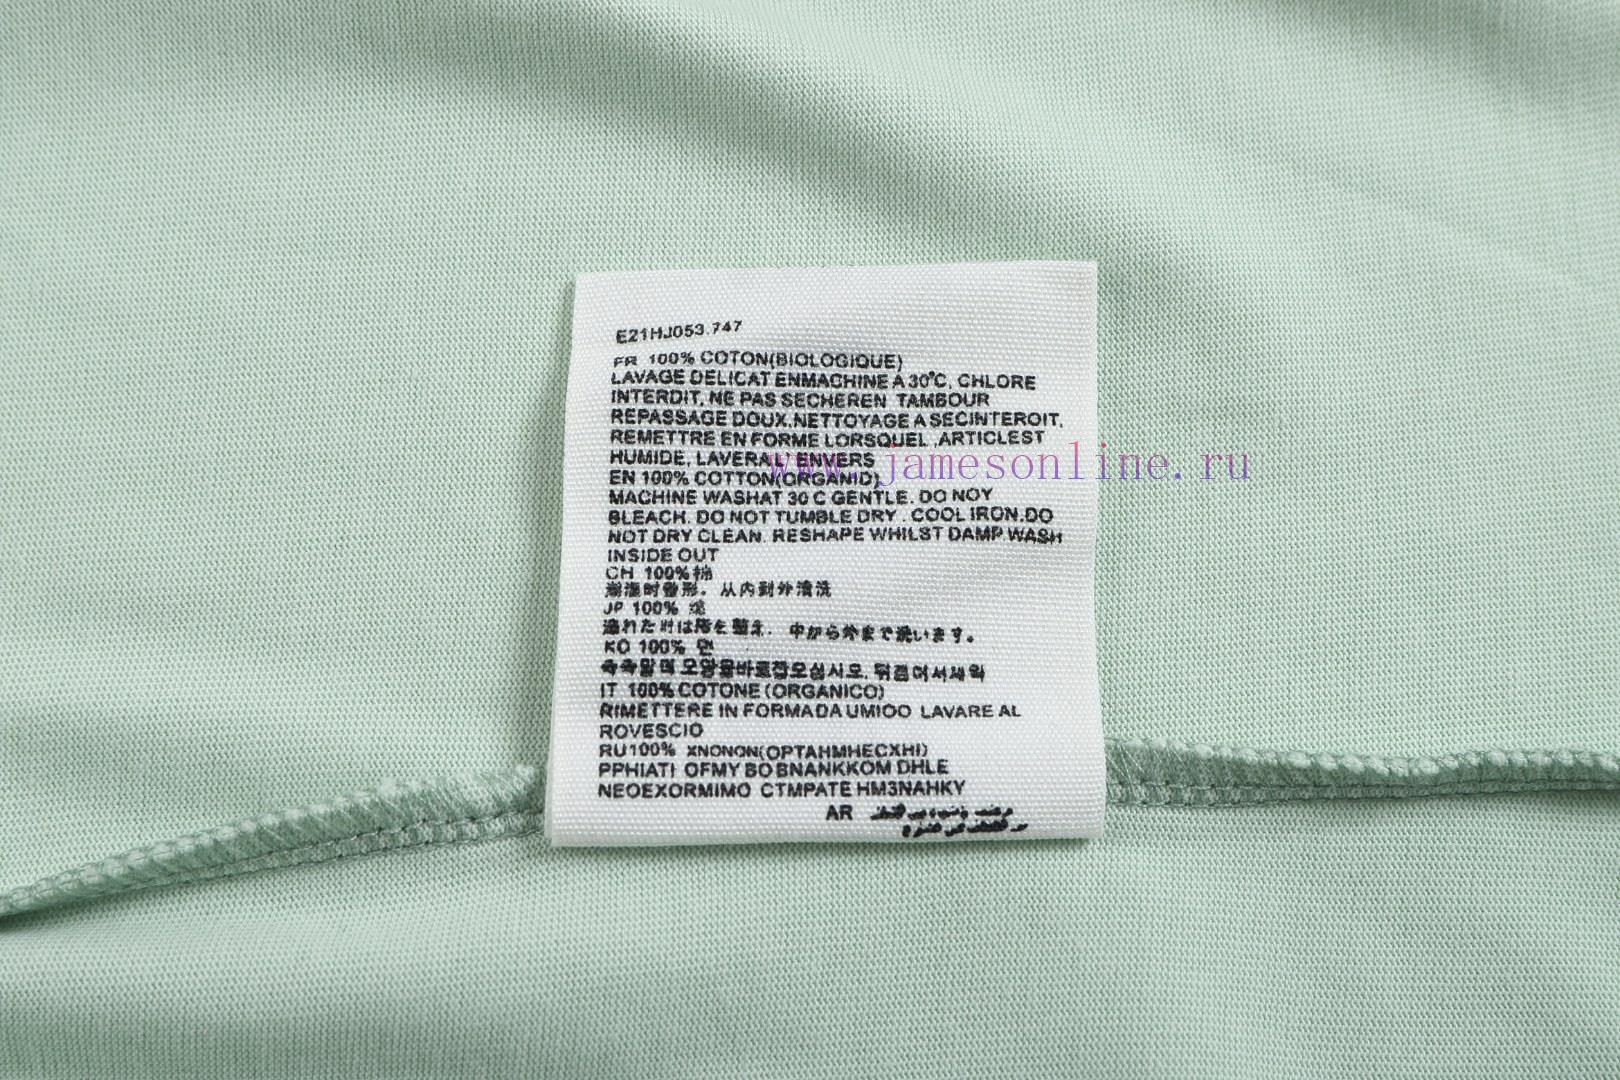 E21HJ053.747
FR 100% COTON(BIOLOGIQUE)
LAVAGE DELICAT ENMACHINE A 30°C, CHLORE
INTERDIT, NE PAS SECHEREN TAMBOUR
REPASSAGE DOUX.NETTOYAGE A SECINTEROIT,
REMETTRE EN FORME LORSQUEL ,ARTICLEST
HUMIDE, LAVERA L ENVERS
www.jamesonline.ru
EN 100% COTTON(ORGANID)
MACHINE WASHAT 30 C GENTLE. DO NOY
BLEACH. DO NOT TUMBLE DRY . COOL IRON.DO
NOT DRY CLEAN. RESHAPE WHILST DAMP WASH
INSIDE OUT
CH 100% 棉
从内到外清洗
JP 100%
中から外まで洗います。
KO 100% 면
IT 100% COTONE (ORGANICO)
RIMETTERE IN FORMADA UMIOO LAVARE AL
ROVESCIO
RU100% XNONON(OPTAHMHECXHI)
PPHIATI OFMY BO BNANKKOM DHLE
NEOEXORMIMO CTMPATE HM3NAHKY
AR